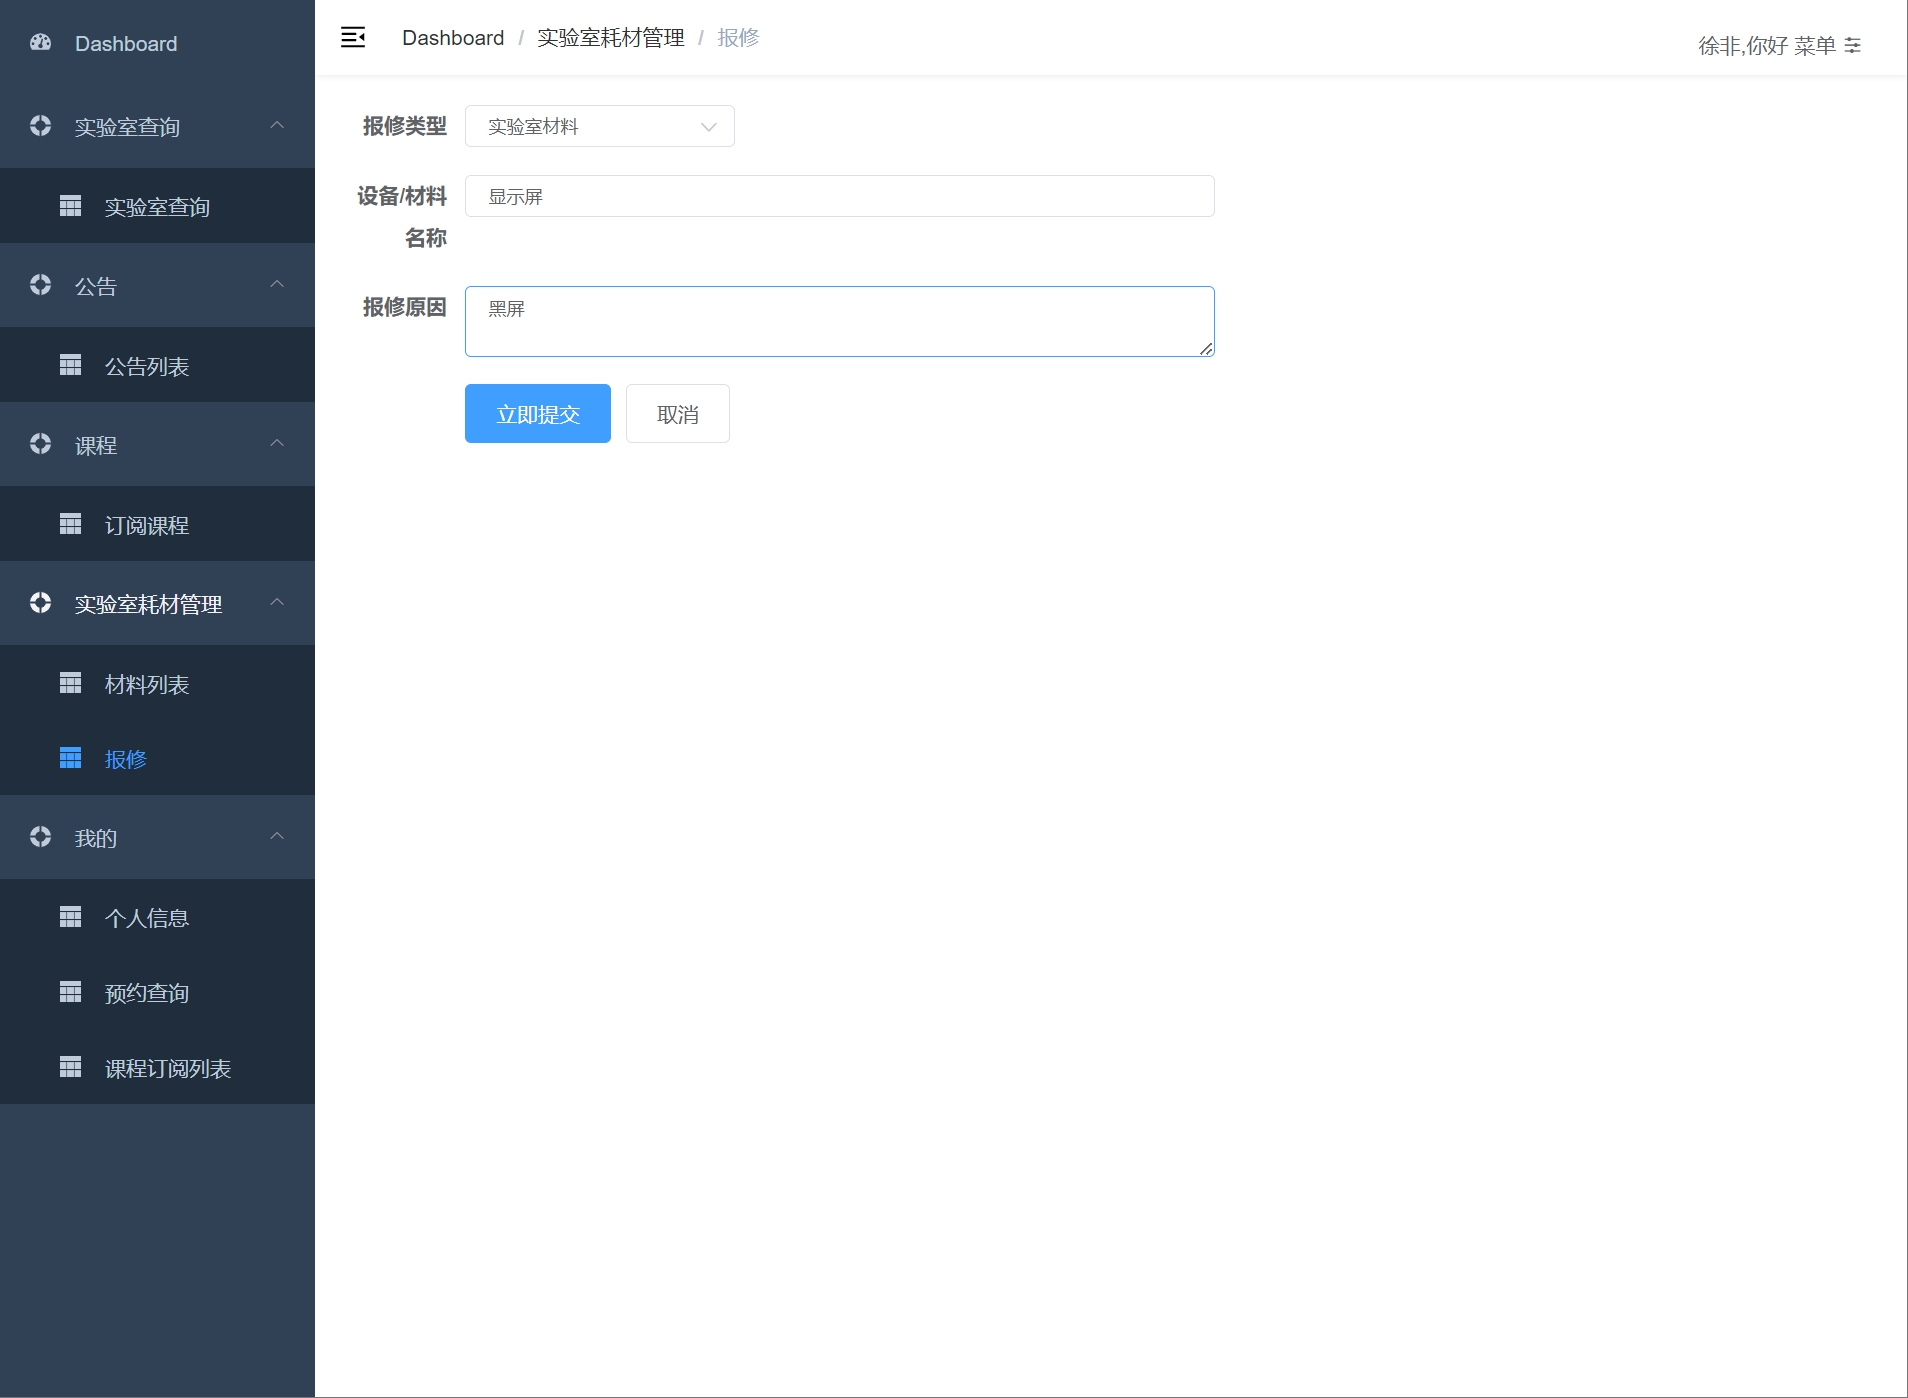 Dashboard
实验室查询
实验室查询
公告
公告列表
课程
订阅课程
实验室耗材管理
材料列表
报修
我的
个人信息
预约查询
课程订阅列表
Dashboard / 实验室耗材管理 / 报修
徐非,你好 菜单
报修类型 实验室材料
设备/材料 显示屏
名称
报修原因 黑屏
立即提交 取消